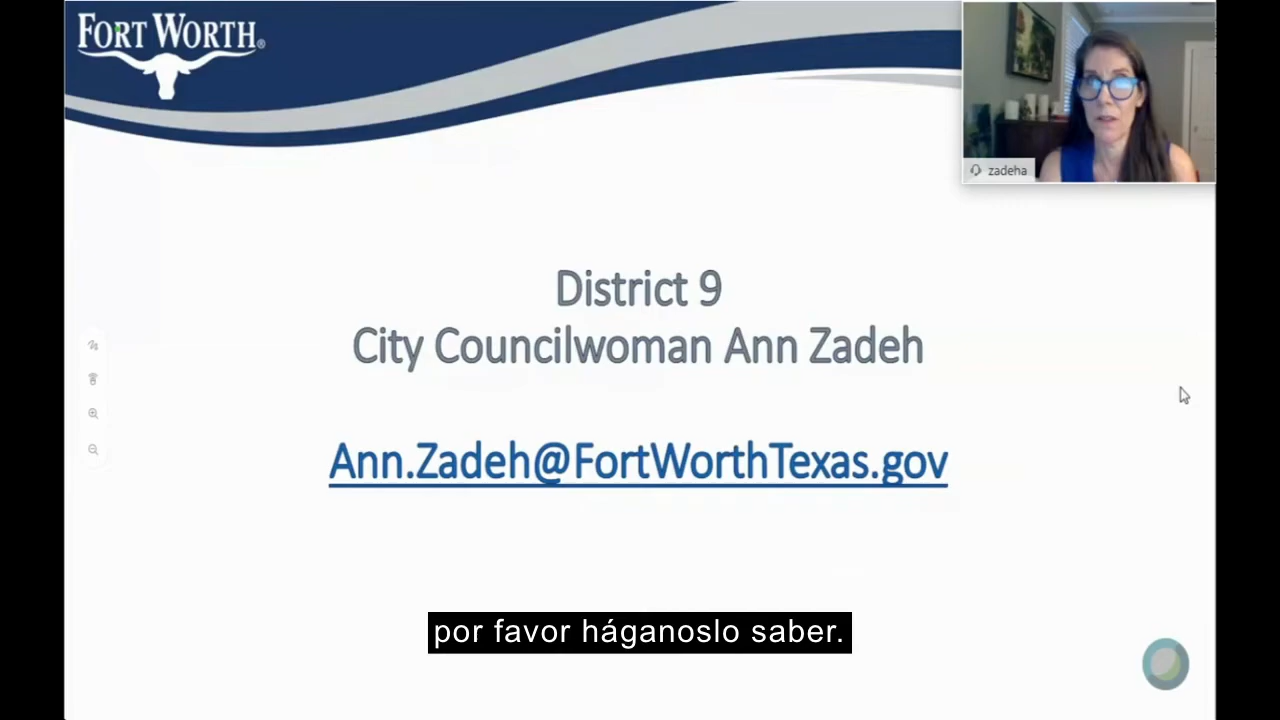 FORT WORTH®
zadeha
District 9
City Councilwoman Ann Zadeh
Ann.Zadeh@FortWorthTexas.gov
por favor háganoslo saber.